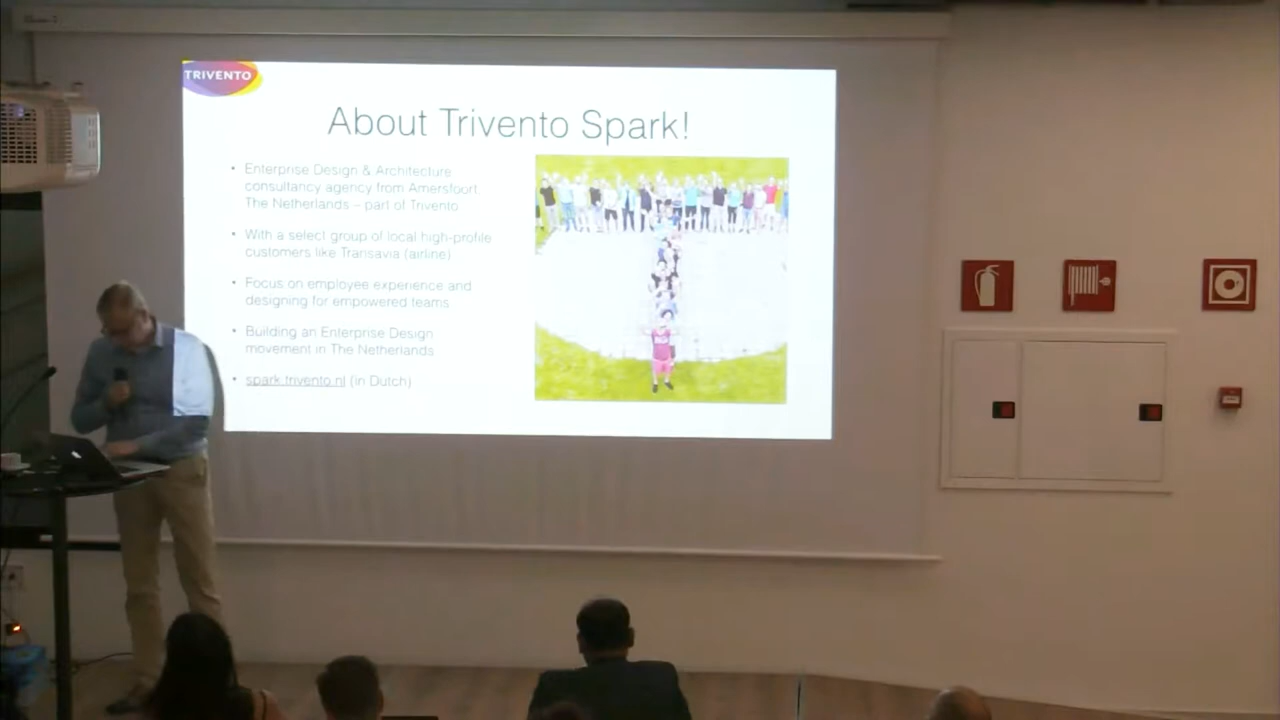 TRIVENTO
About Trivento Spark!
• Enterprise Design & Architecture
consultancy agency from Amersfoort,
The Netherlands – part of Trivento
• With a select group of local high-profile
customers like Transavia (airline)
• Focus on employee experience and
designing for empowered teams
• Building an Enterprise Design
movement in The Netherlands
• spark.trivento.nl (in Dutch)